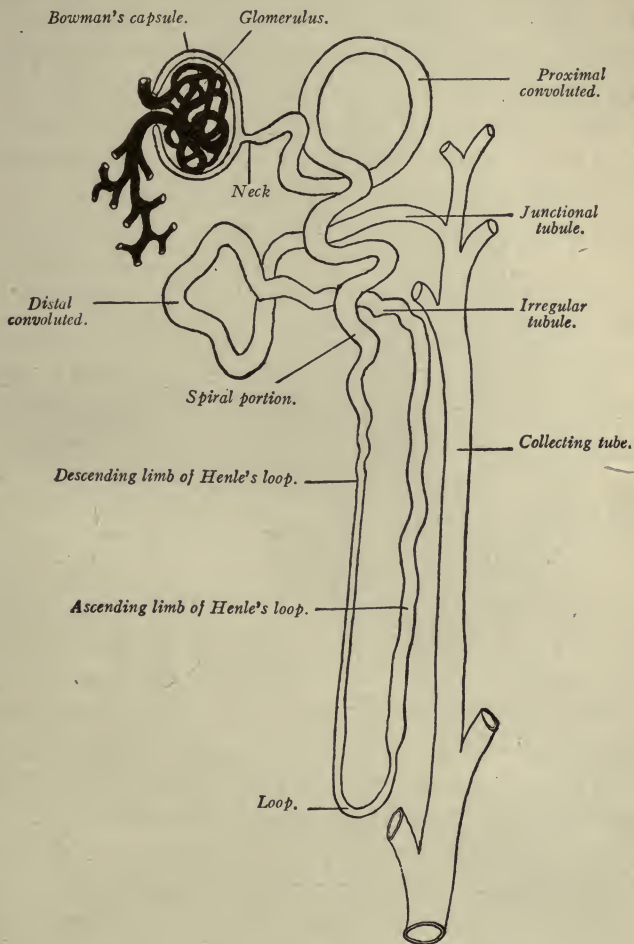 Bowman's capsule.
Glomerulus.
Proximal
convoluted.
Neck
Junctional
tubule.
Distal
convoluted.
Irregular
tubule.
Spiral portion.
Collecting tube.
Descending limb of Henle's loop.
Ascending limb of Henle's loop.
Loop.